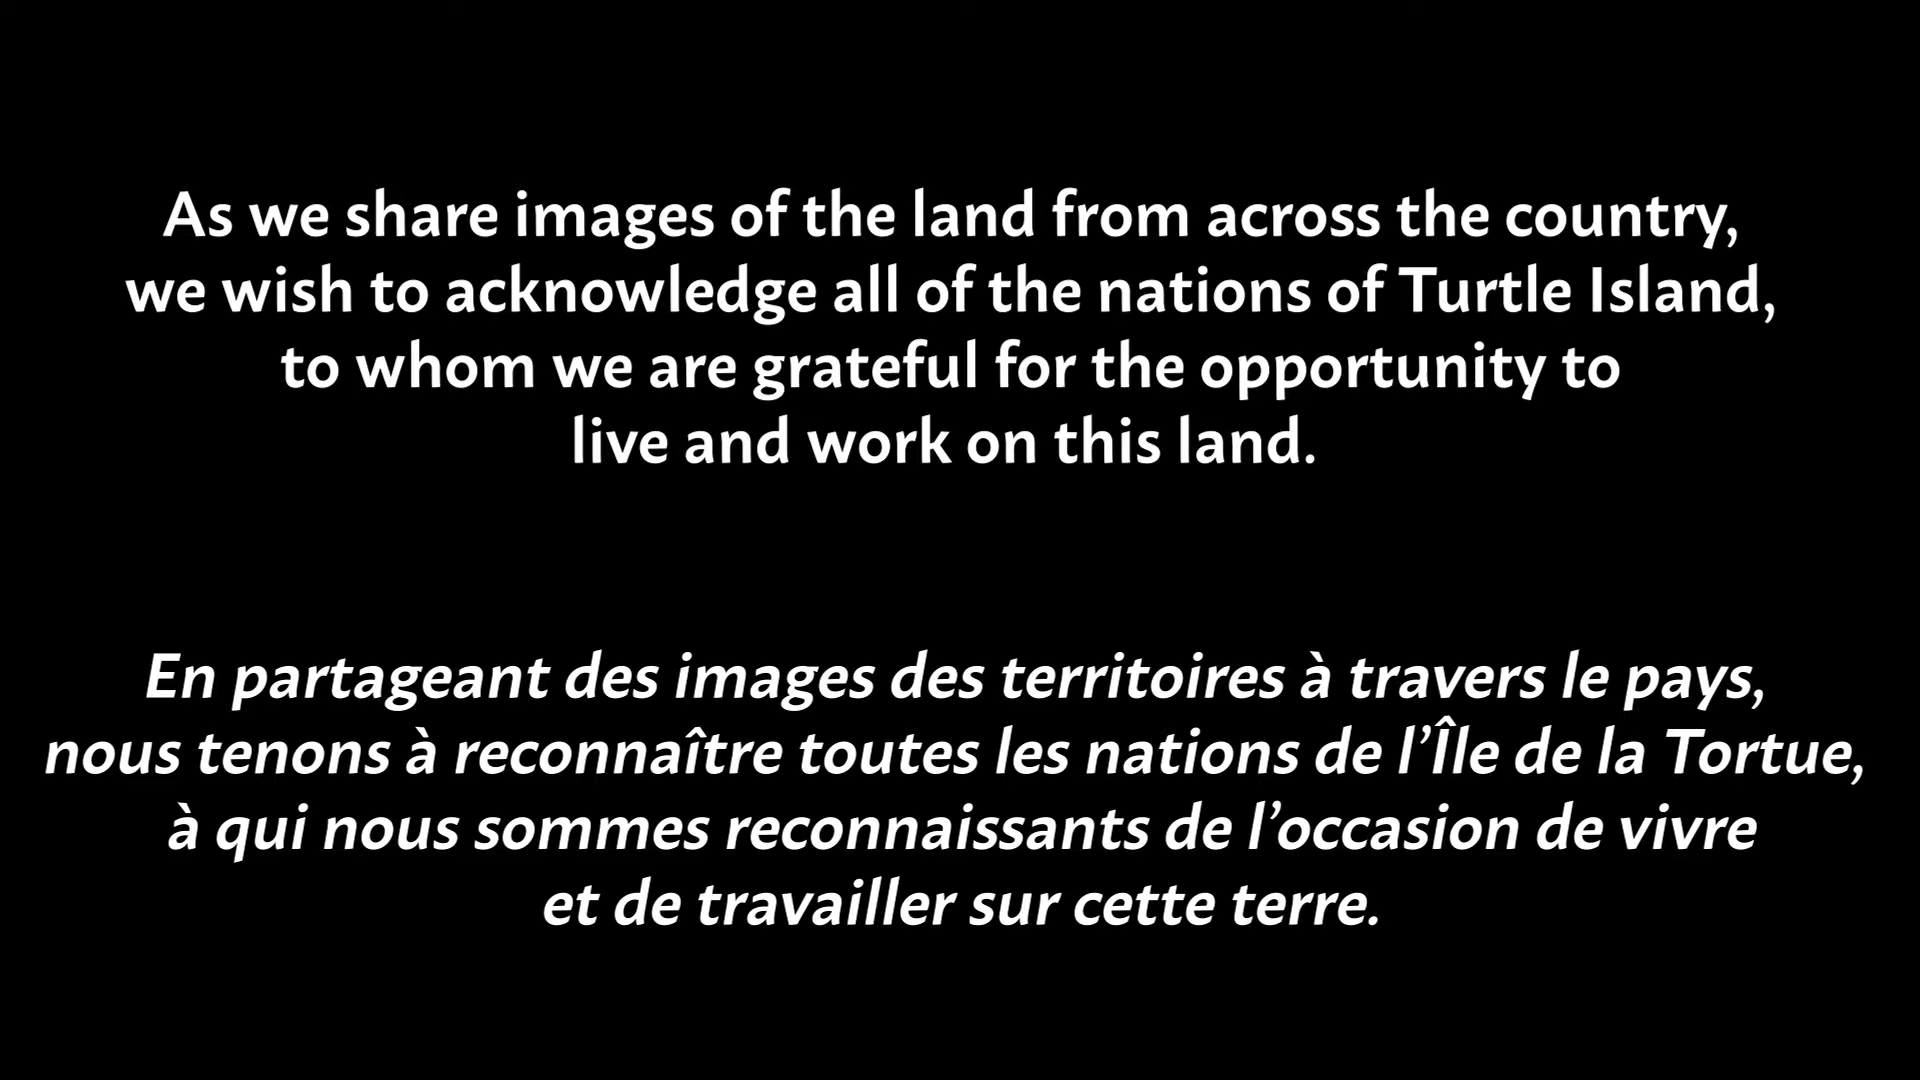 As we share images of the land from across the country,
we wish to acknowledge all of the nations of Turtle Island,
to whom we are grateful for the opportunity to
live and work on this land.
En partageant des images des territoires à travers le pays,
nous tenons à reconnaître toutes les nations de l’Île de la Tortue,
à qui nous sommes reconnaissants de l’occasion de vivre
et de travailler sur cette terre.